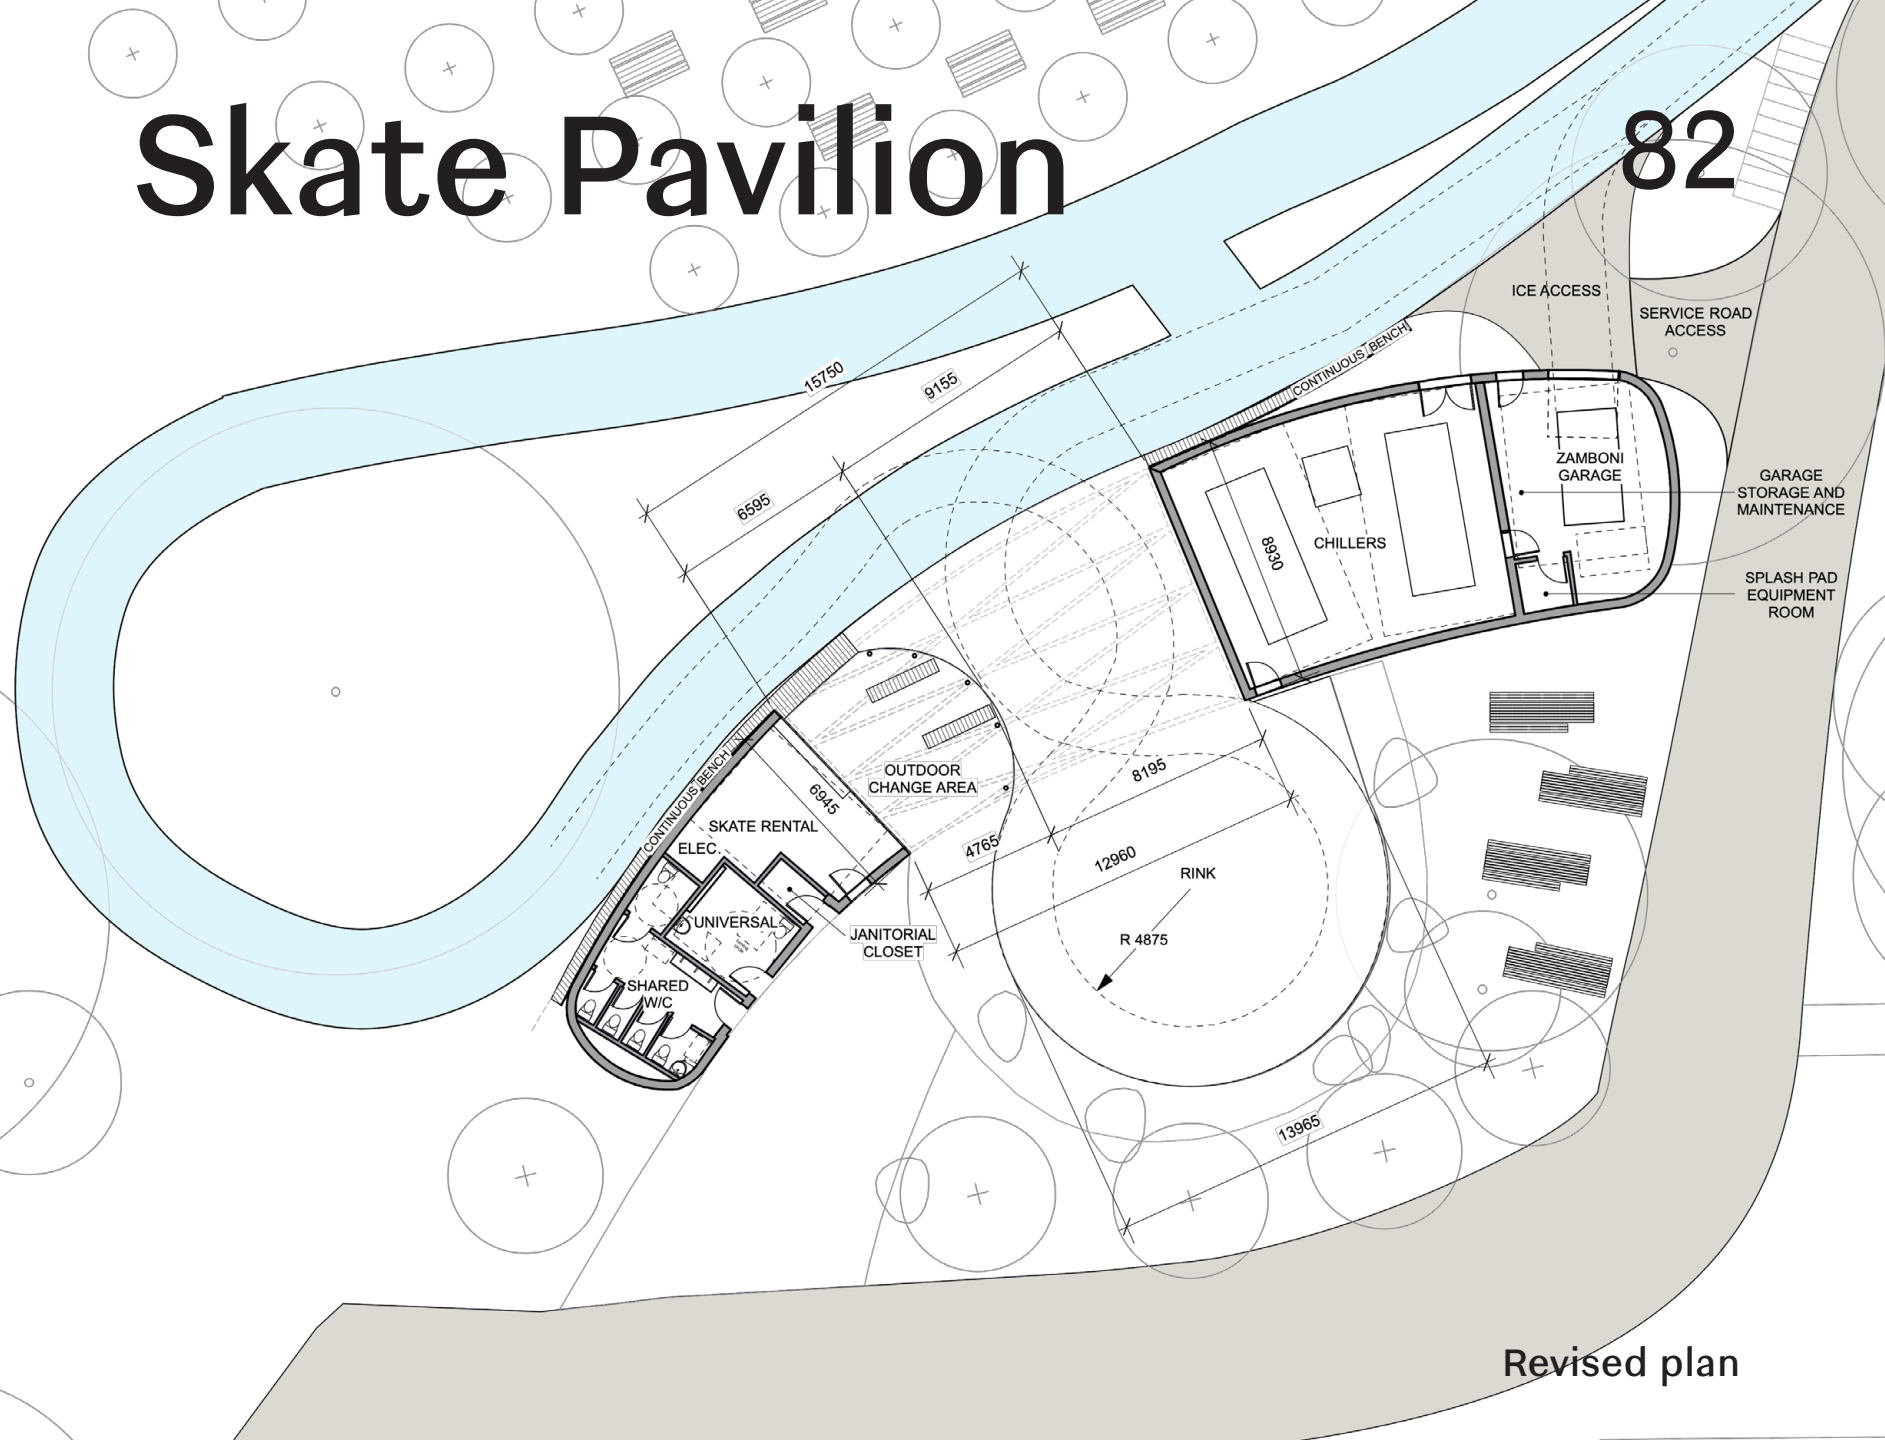 Skate Pavilion
82
ICE ACCESS
SERVICE ROAD
ACCESS
CONTINUOUS BENCH
15750
9155
6595
ZAMBONI
GARAGE
GARAGE
STORAGE AND
MAINTENANCE
CHILLERS
8930
SPLASH PAD
EQUIPMENT
ROOM
OUTDOOR
CHANGE AREA
8195
CONTINUOUS BENCH
6945
SKATE RENTAL
ELEC.
4765
12960
RINK
R 4875
UNIVERSAL
JANITORIAL
CLOSET
SHARED
W/C
13965
Revised plan